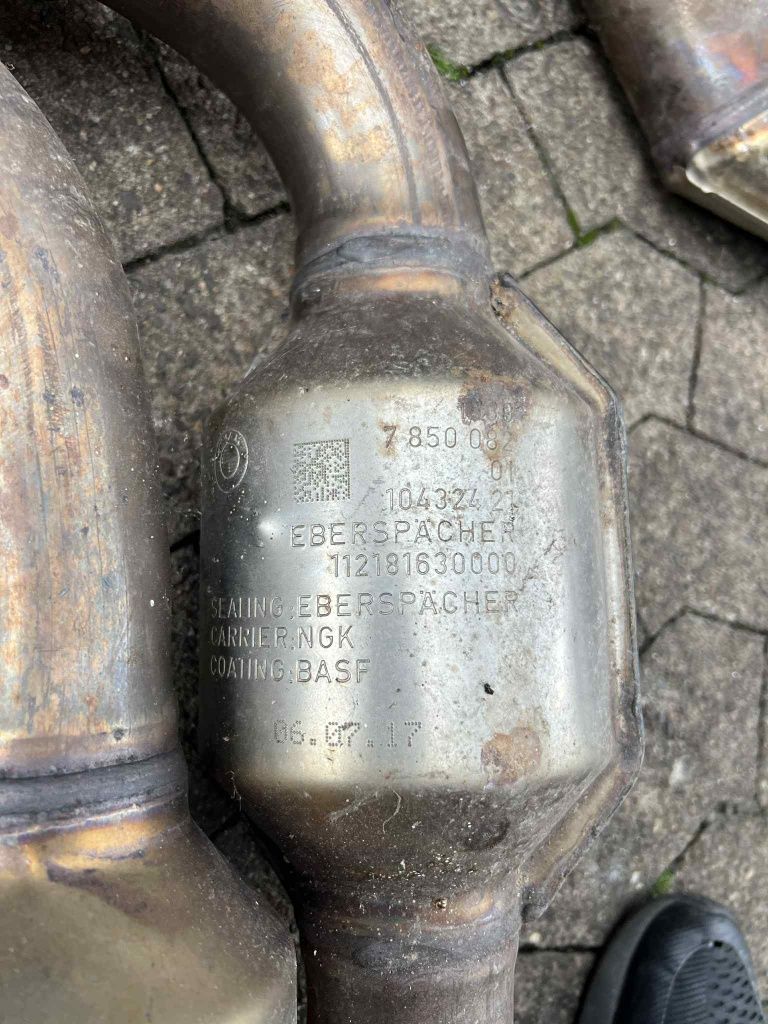 7 850 082
01
10432421
EBERSPÄCHER
112181630000
SEALING:EBERSPÄCHER
CARRIER:NGK
COATING:BASF
06.07.17